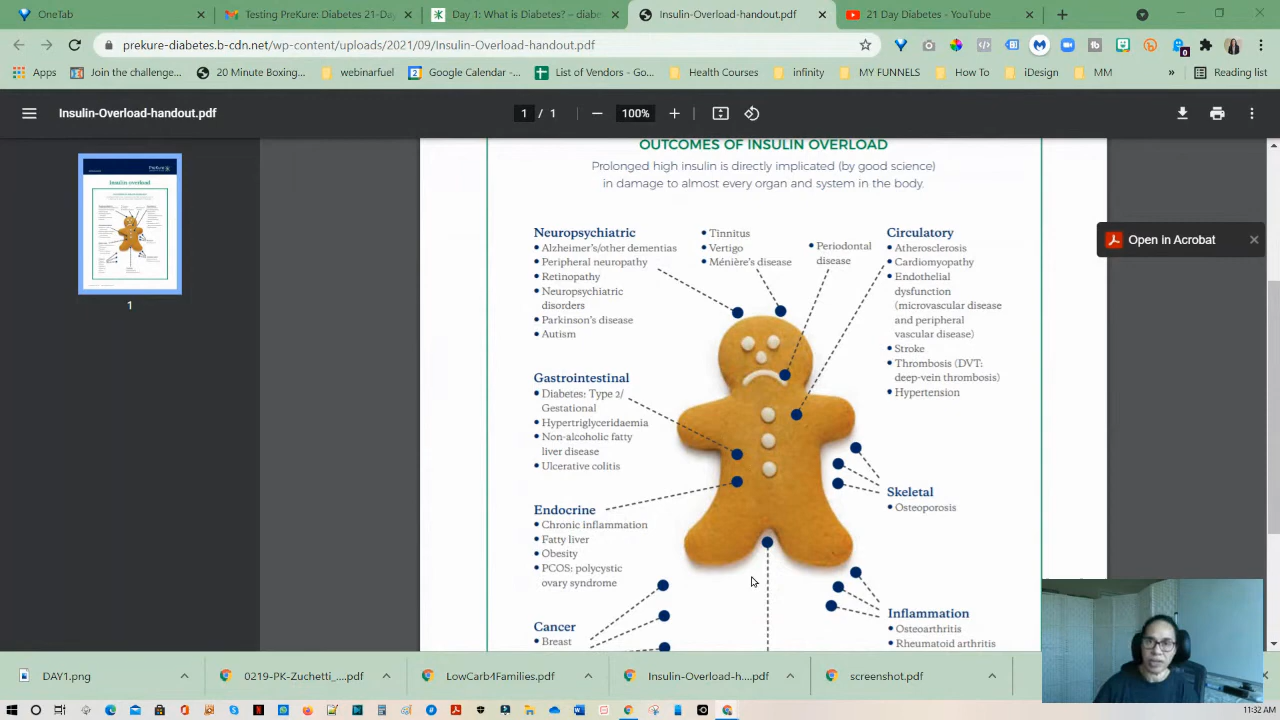 OneTab
Testing PreKure: Diabetes 21-Day
Day 1: What is Diabetes? – diabe
Insulin-Overload-handout.pdf
21 Day Diabetes - YouTube
prekure-diabetes.b-cdn.net/wp-content/uploads/2021/09/Insulin-Overload-handout.pdf
Apps
Join the challenge...
20 Minute Boxing...
webinarfuel
Google Calendar -...
List of Vendors - Go...
Health Courses
infinity
MY FUNNELS
How To
iDesign
MM
»
Reading list
Insulin-Overload-handout.pdf
1 / 1
100%
Open in Acrobat
1
OUTCOMES OF INSULIN OVERLOAD
Prolonged high insulin is directly implicated (by good science)
in damage to almost every organ and system in the body.
Neuropsychiatric
• Alzheimer's/other dementias
• Peripheral neuropathy
• Retinopathy
• Neuropsychiatric
disorders
• Parkinson's disease
• Autism
• Tinnitus
• Vertigo
• Ménière's disease
• Periodontal
disease
Circulatory
• Atherosclerosis
• Cardiomyopathy
• Endothelial
dysfunction
(microvascular disease
and peripheral
vascular disease)
• Stroke
• Thrombosis (DVT:
deep-vein thrombosis)
• Hypertension
Gastrointestinal
• Diabetes: Type 2/
Gestational
• Hypertriglyceridaemia
• Non-alcoholic fatty
liver disease
• Ulcerative colitis
Skeletal
• Osteoporosis
Endocrine
• Chronic inflammation
• Fatty liver
• Obesity
• PCOS: polycystic
ovary syndrome
Cancer
• Breast
Inflammation
• Osteoarthritis
• Rheumatoid arthritis
DAY1.png
0219-PK-Zuchetti_....pdf
LowCarb4Families.pdf
Insulin-Overload-h....pdf
screenshot.pdf
11:32 AM